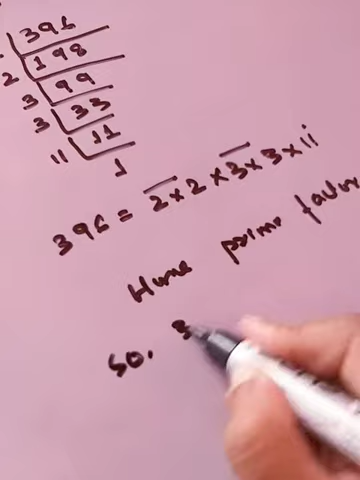 396
2 198
3 99
3 33
11 11
1
396 = 2 × 2 × 3 × 3 × 11
Hence prime factor
so.